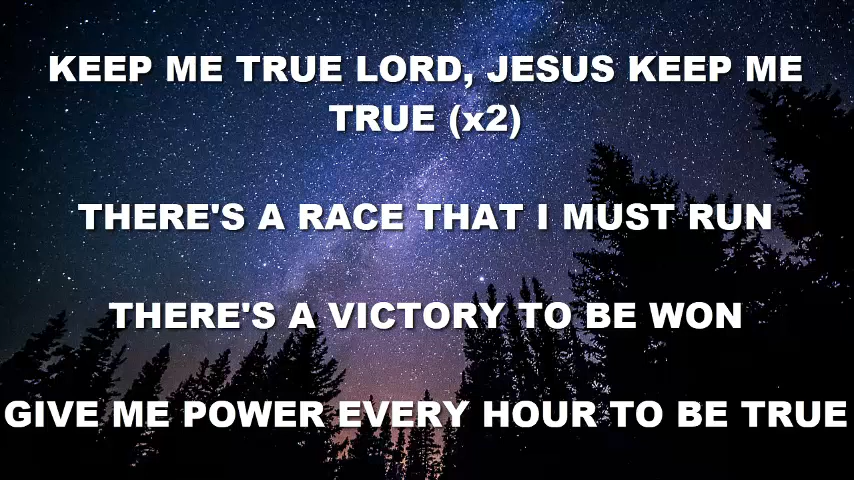 KEEP ME TRUE LORD, JESUS KEEP ME
TRUE (x2)
THERE'S A RACE THAT I MUST RUN
THERE'S A VICTORY TO BE WON
GIVE ME POWER EVERY HOUR TO BE TRUE